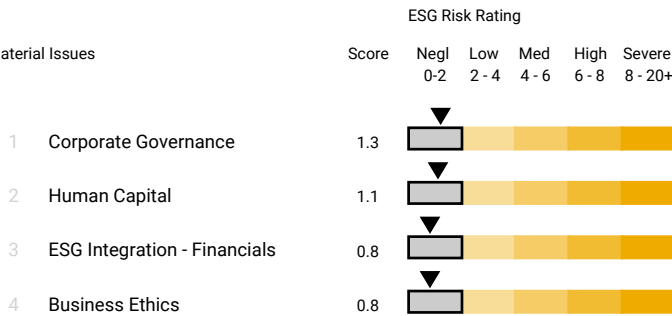 ESG Risk Rating
aterial Issues Score Negl Low Med High Severe
0-2 2 - 4 4 - 6 6 - 8 8 - 20+
1 Corporate Governance 1.3
2 Human Capital 1.1
3 ESG Integration - Financials 0.8
4 Business Ethics 0.8